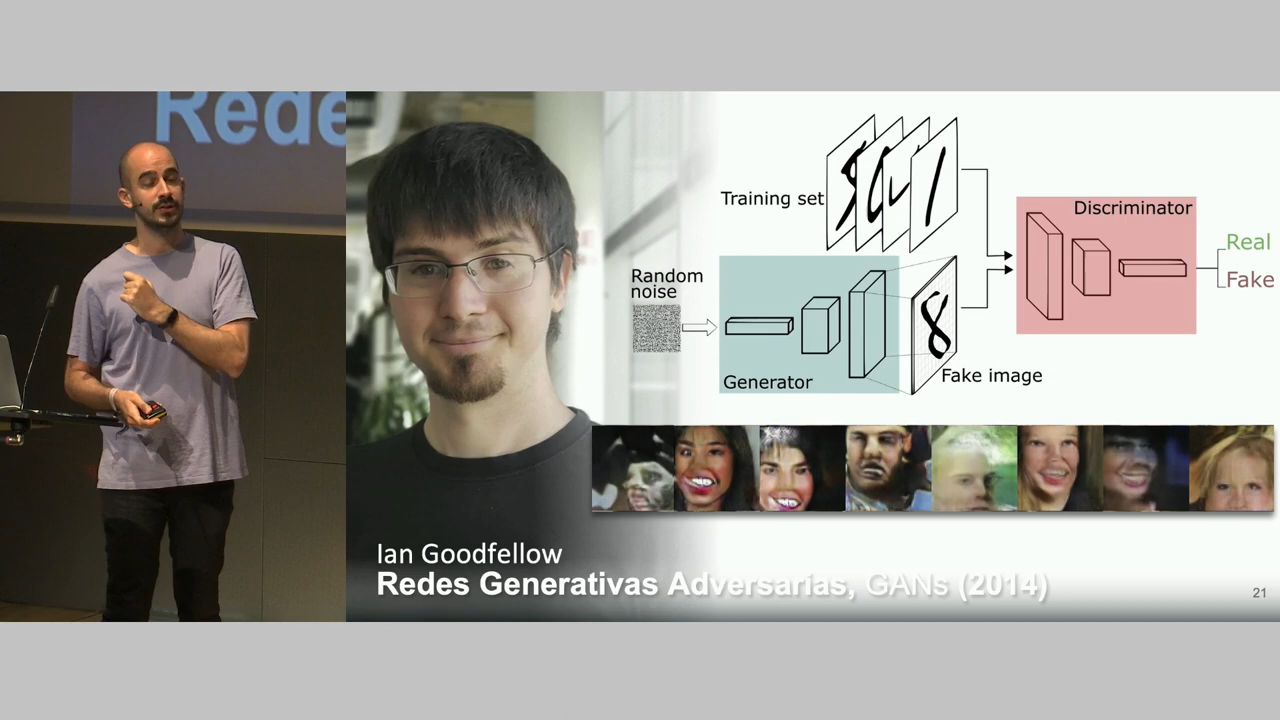 Rede
Training set
Discriminator
Real
Fake
Random
noise
Generator
8
Fake image
Ian Goodfellow
Redes Generativas Adversarias, GANs (2014)
21